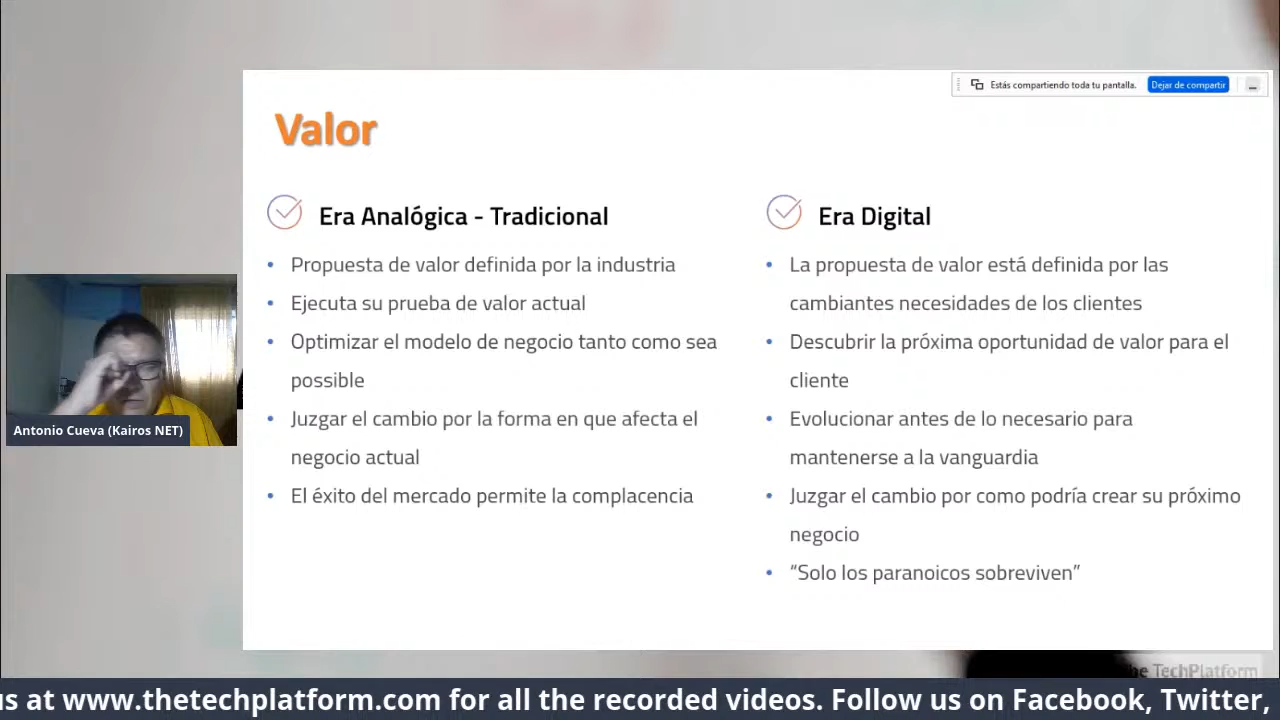 Estás compartiendo toda tu pantalla.
Dejar de compartir
Valor
Era Analógica - Tradicional
• Propuesta de valor definida por la industria
• Ejecuta su prueba de valor actual
• Optimizar el modelo de negocio tanto como sea
possible
• Juzgar el cambio por la forma en que afecta el
negocio actual
• El éxito del mercado permite la complacencia
Era Digital
• La propuesta de valor está definida por las
cambiantes necesidades de los clientes
• Descubrir la próxima oportunidad de valor para el
cliente
• Evolucionar antes de lo necesario para
mantenerse a la vanguardia
• Juzgar el cambio por como podría crear su próximo
negocio
• “Solo los paranoicos sobreviven”
Antonio Cueva (Kairos NET)
he TechPlatform
us at www.thetechplatform.com for all the recorded videos. Follow us on Facebook, Twitter,